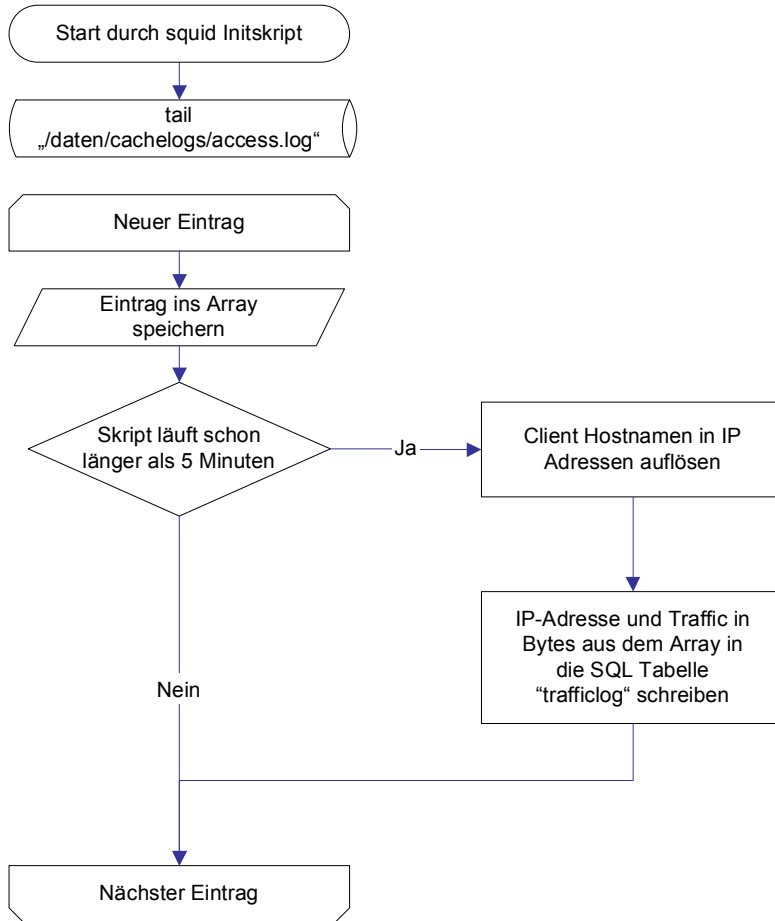 Start durch squid Initskript
tail
„/daten/cachelogs/access.log“
Neuer Eintrag
Eintrag ins Array
speichern
Skript läuft schon
länger als 5 Minuten
Ja
Client Hostnamen in IP
Adressen auflösen
IP-Adresse und Traffic in
Bytes aus dem Array in
die SQL Tabelle
“trafficlog“ schreiben
Nein
Nächster Eintrag